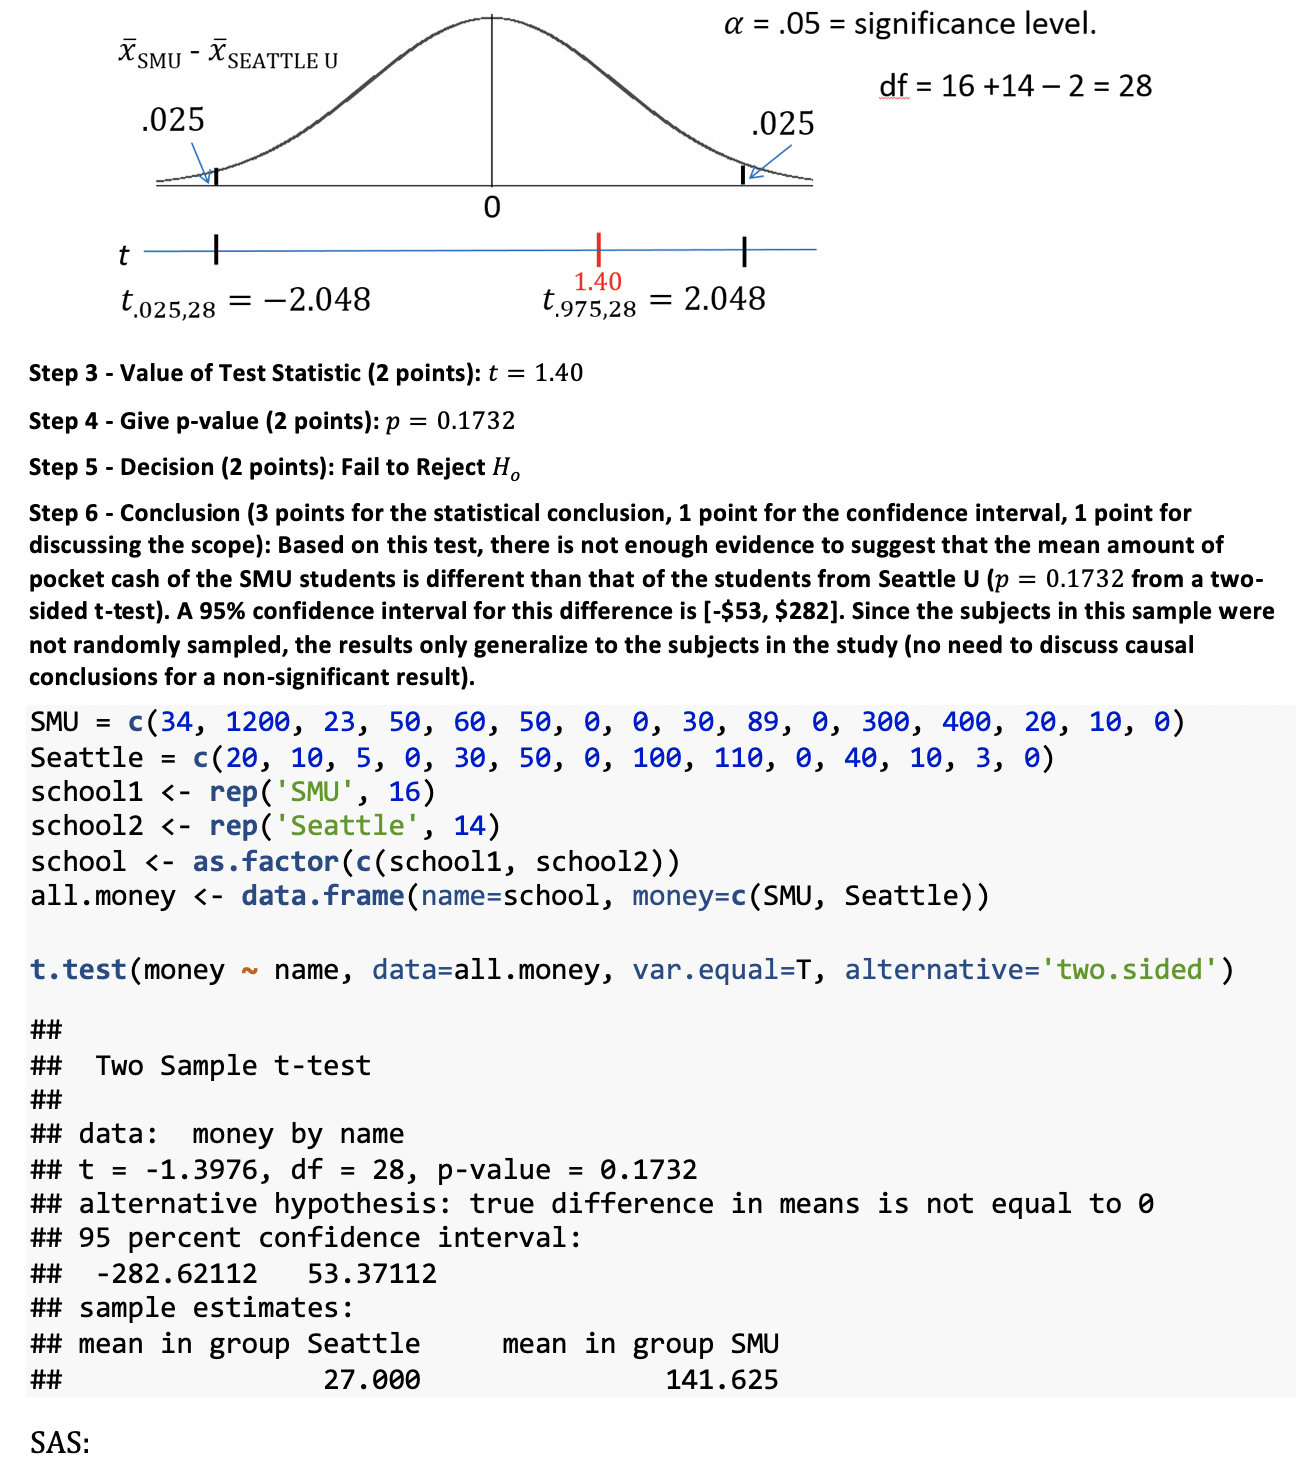 α = .05 = significance level.
x̄SMU - x̄SEATTLE U
df = 16 +14 – 2 = 28
.025
.025
0
t
1.40
t.025,28 = −2.048
t.975,28 = 2.048
Step 3 - Value of Test Statistic (2 points): t = 1.40
Step 4 - Give p-value (2 points): p = 0.1732
Step 5 - Decision (2 points): Fail to Reject Ho
Step 6 - Conclusion (3 points for the statistical conclusion, 1 point for the confidence interval, 1 point for
discussing the scope): Based on this test, there is not enough evidence to suggest that the mean amount of
pocket cash of the SMU students is different than that of the students from Seattle U (p = 0.1732 from a two-
sided t-test). A 95% confidence interval for this difference is [-$53, $282]. Since the subjects in this sample were
not randomly sampled, the results only generalize to the subjects in the study (no need to discuss causal
conclusions for a non-significant result).
SMU = c(34, 1200, 23, 50, 60, 50, 0, 0, 30, 89, 0, 300, 400, 20, 10, 0)
Seattle = c(20, 10, 5, 0, 30, 50, 0, 100, 110, 0, 40, 10, 3, 0)
school1 <- rep('SMU', 16)
school2 <- rep('Seattle', 14)
school <- as.factor(c(school1, school2))
all.money <- data.frame(name=school, money=c(SMU, Seattle))
t.test(money ~ name, data=all.money, var.equal=T, alternative='two.sided')
##
##  Two Sample t-test
##
## data:  money by name
## t = -1.3976, df = 28, p-value = 0.1732
## alternative hypothesis: true difference in means is not equal to 0
## 95 percent confidence interval:
##  -282.62112   53.37112
## sample estimates:
## mean in group Seattle     mean in group SMU
##                27.000               141.625
SAS: